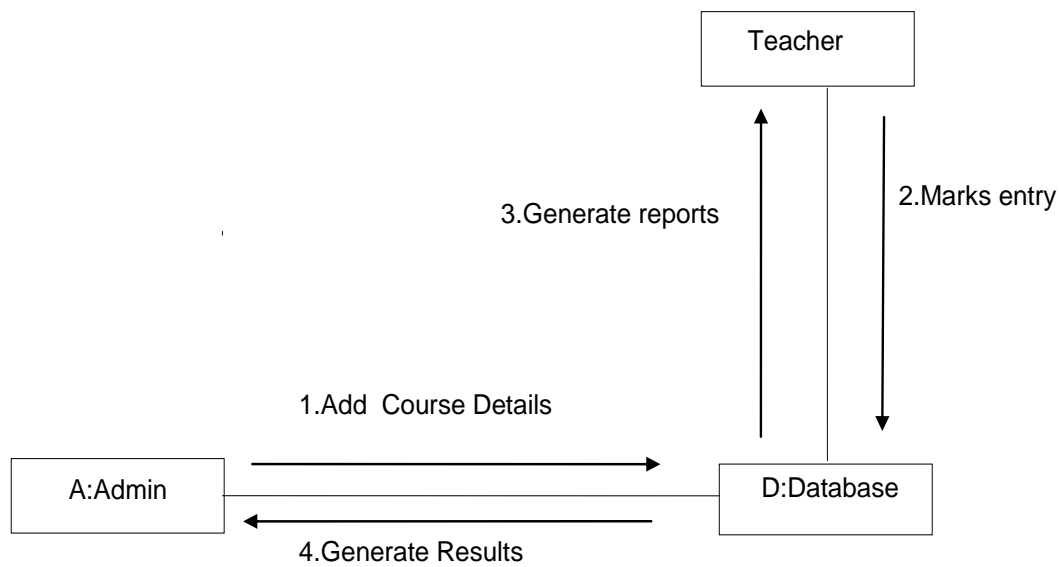 Teacher
2.Marks entry
3.Generate reports
1.Add Course Details
A:Admin
D:Database
4.Generate Results